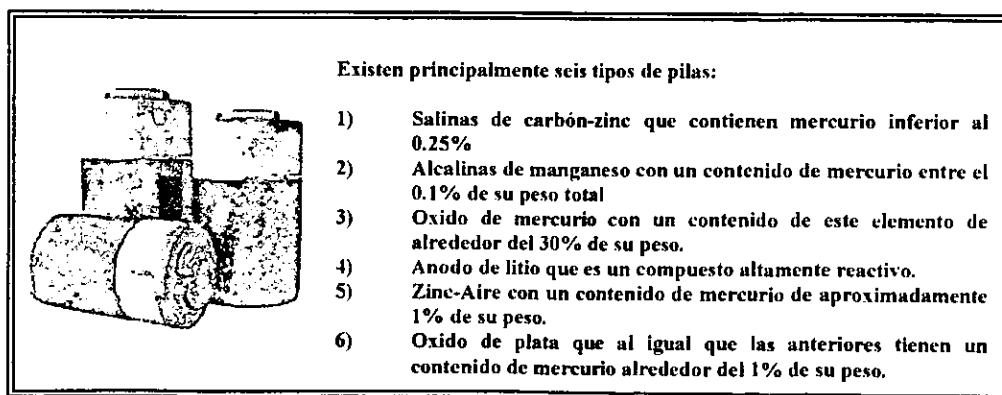 Existen principalmente seis tipos de pilas:
1) Salinas de carbón-zinc que contienen mercurio inferior al
0.25%
2) Alcalinas de manganeso con un contenido de mercurio entre el
0.1% de su peso total
3) Oxido de mercurio con un contenido de este elemento de
alrededor del 30% de su peso.
4) Anodo de litio que es un compuesto altamente reactivo.
5) Zinc-Aire con un contenido de mercurio de aproximadamente
1% de su peso.
6) Oxido de plata que al igual que las anteriores tienen un
contenido de mercurio alrededor del 1% de su peso.